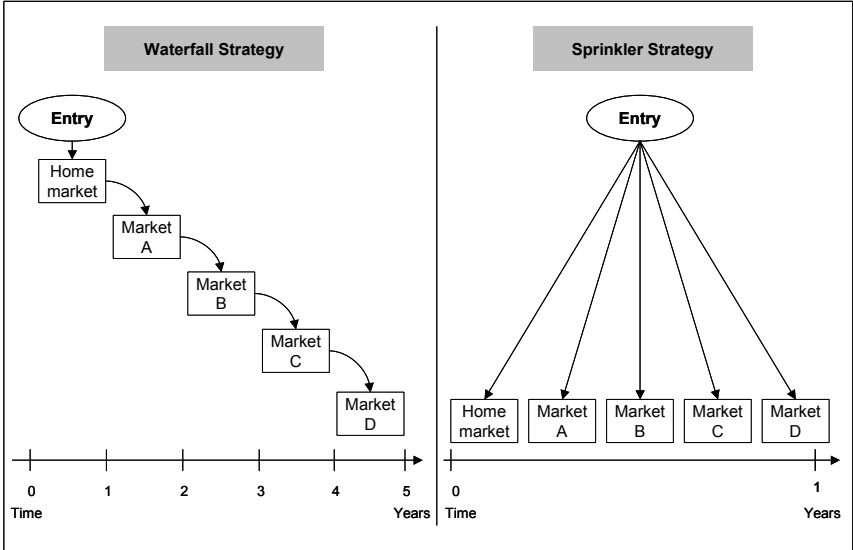 Waterfall Strategy
Entry
Home
market
Market
A
Market
B
Market
C
Market
D
0 1 2 3 4 5
Time Years
Sprinkler Strategy
Entry
Home
market
Market
A
Market
B
Market
C
Market
D
0 1
Time Years